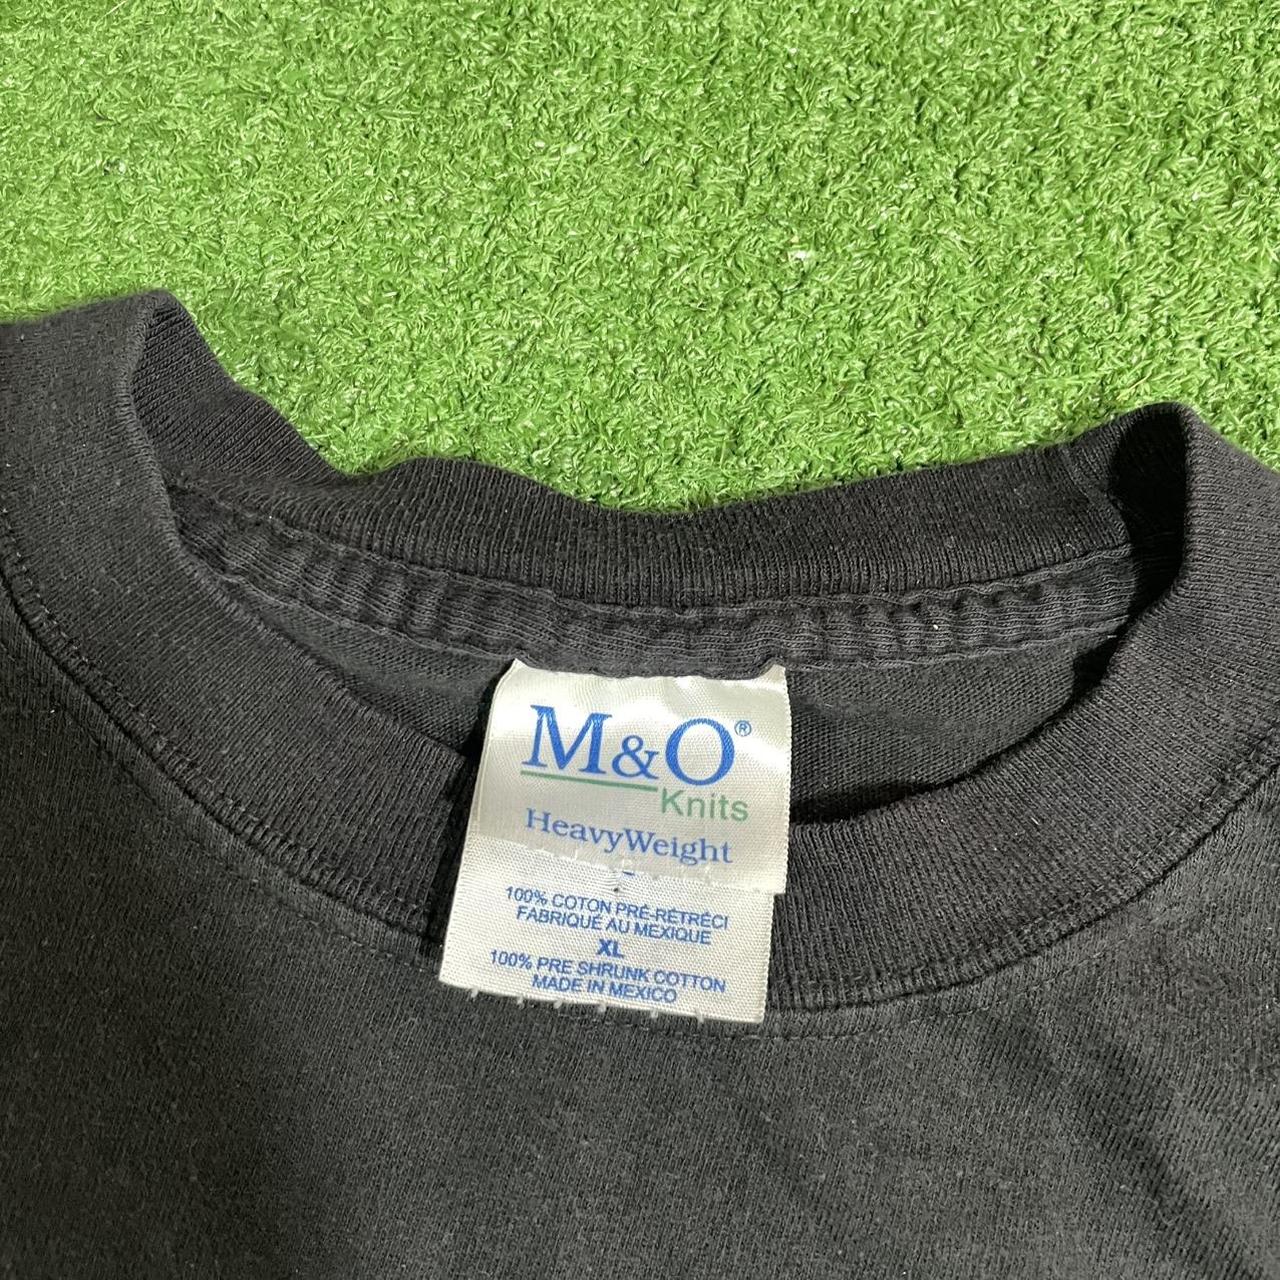 M&O®
Knits
HeavyWeight
100% COTON PRÉ-RÉTRÉCI
FABRIQUÉ AU MEXIQUE
XL
100% PRE SHRUNK COTTON
MADE IN MEXICO